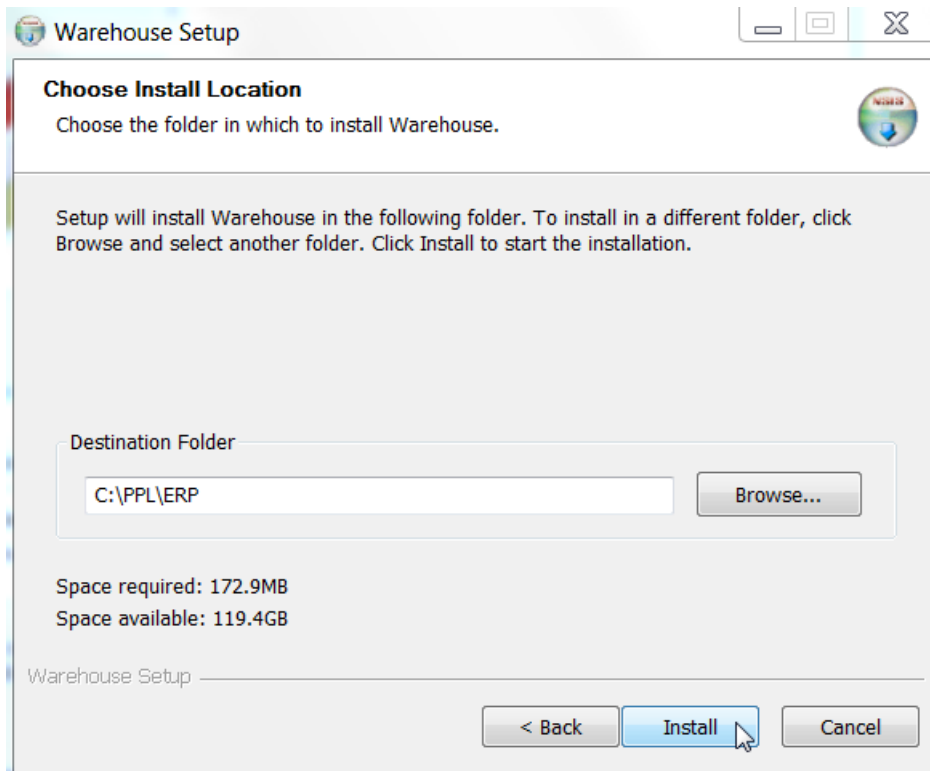 Warehouse Setup
Choose Install Location
Choose the folder in which to install Warehouse.
NSIS
Setup will install Warehouse in the following folder. To install in a different folder, click
Browse and select another folder. Click Install to start the installation.
Destination Folder
C:\PPL\ERP
Browse...
Space required: 172.9MB
Space available: 119.4GB
Warehouse Setup
< Back
Install
Cancel